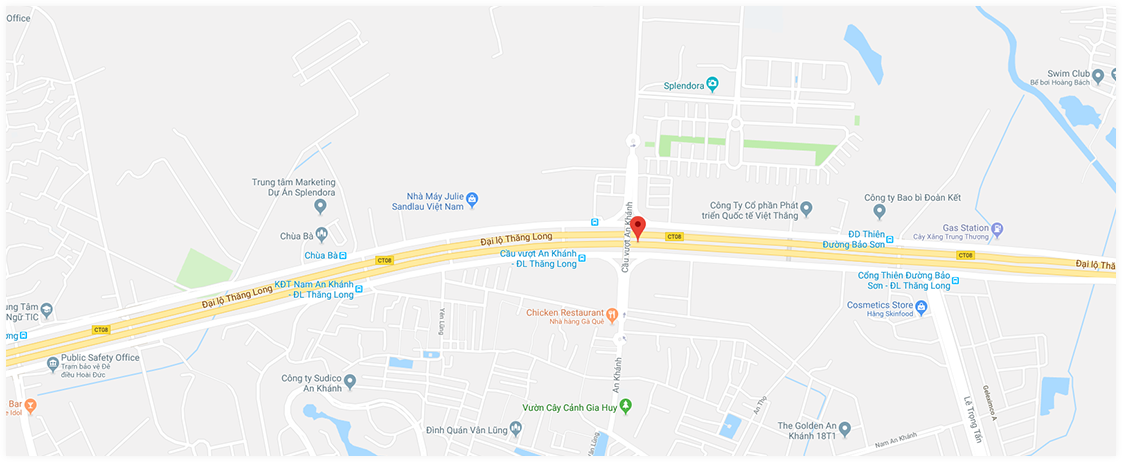 Office
Swim Club
Bể bơi Hoàng Bách
Splendora
Trung tâm Marketing
Dự Án Splendora
Nhà Máy Julie
Sandlau Việt Nam
Công Ty Cổ phần Phát
triển Quốc tế Việt Thắng
Công ty Bao bì Đoàn Kết
Chùa Bà
Chùa Bà
Đại lộ Thăng Long
Cầu vượt An Khánh
CT08
ĐD Thiên
Đường Bảo Sơn
Gas Station
Cây Xăng Trung Thượng
CT08
Cầu vượt An Khánh
- ĐL Thăng Long
CT08
Đại lộ Thăng
KĐT Nam An Khánh
- ĐL Thăng Long
Đại lộ Thăng Long
Cổng Thiên Đường Bảo
Sơn - ĐL Thăng Long
ung Tâm
Ngữ TIC
Chicken Restaurant
Nhà hàng Gà Quê
Cosmetics Store
Hãng Skinfood
ơng
CT08
Yên Lũng
Public Safety Office
Trạm bảo vệ Đê
điều Hoài Đức
Công ty Sudico
An Khánh
An Khánh
Bar
e Idol
Vườn Cây Cảnh Gia Huy
An Thọ
Geleximco A
Lê Trọng Tấn
Đình Quán Vân Lũng
The Golden An
Khánh 18T1
Nam An Khánh